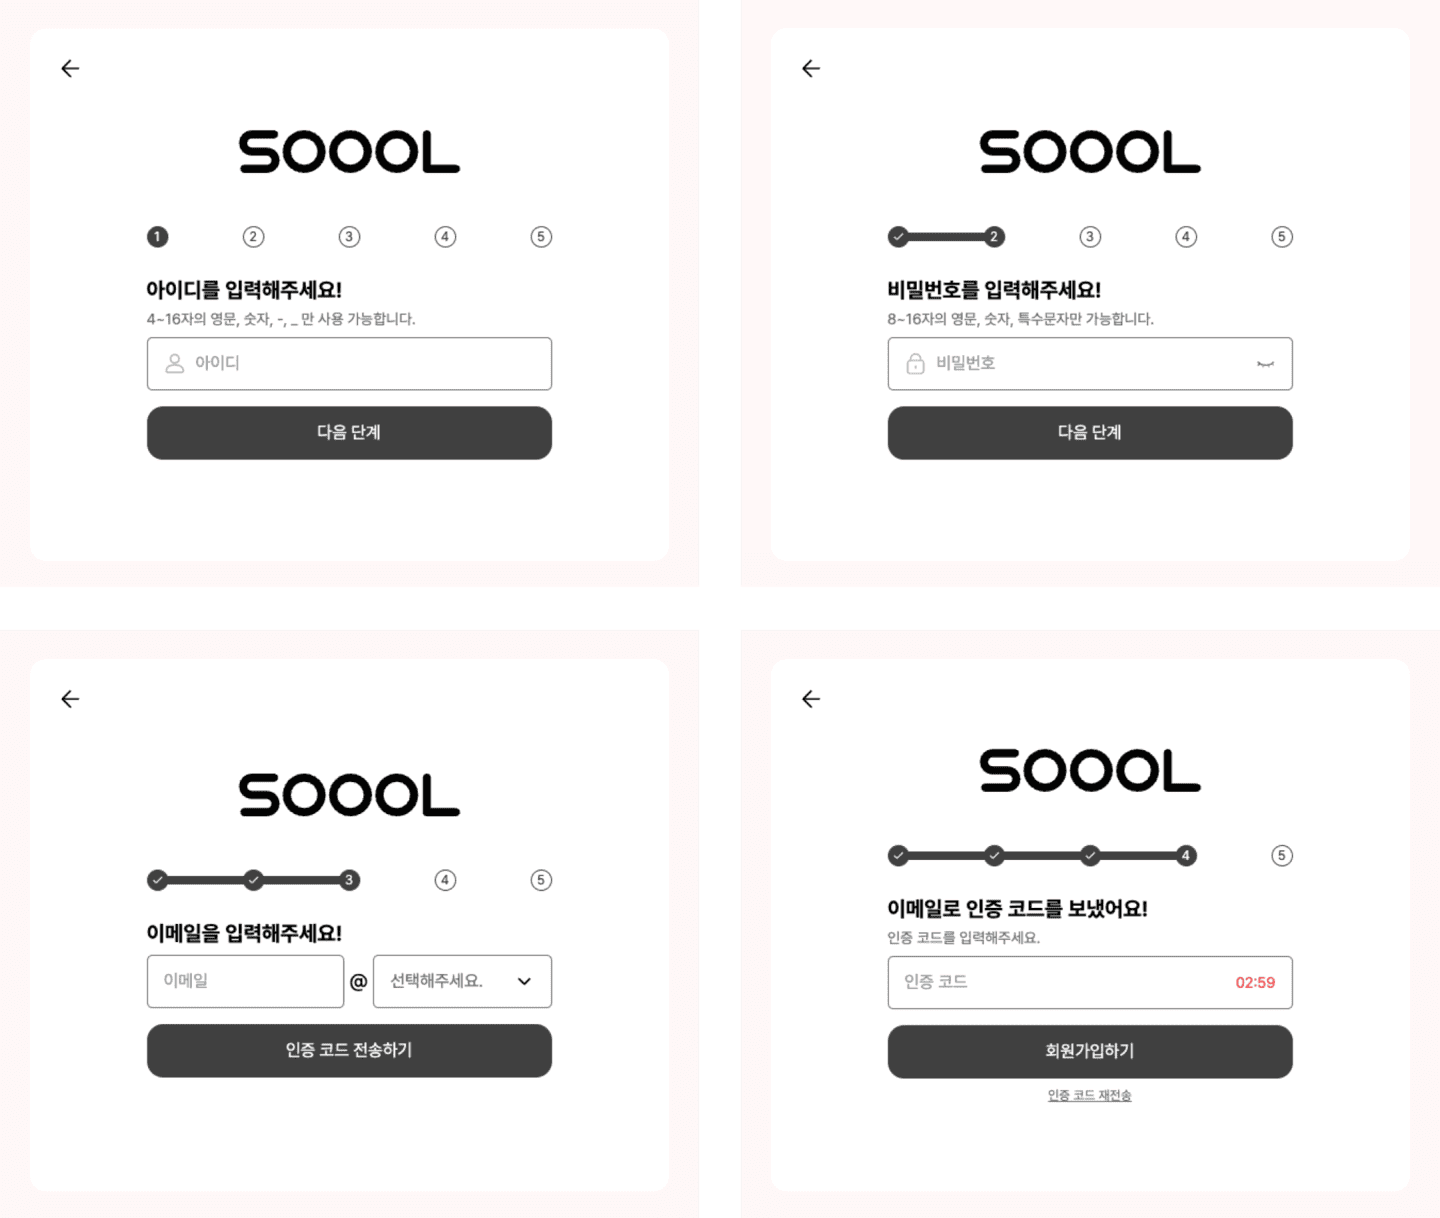 SOOOL
1 2 3 4 5
아이디를 입력해주세요!
4~16자의 영문, 숫자, -, _ 만 사용 가능합니다.
아이디
다음 단계
SOOOL
2 3 4 5
비밀번호를 입력해주세요!
8~16자의 영문, 숫자, 특수문자만 가능합니다.
비밀번호
다음 단계
SOOOL
3 4 5
이메일을 입력해주세요!
이메일 @ 선택해주세요.
인증 코드 전송하기
SOOOL
4 5
이메일로 인증 코드를 보냈어요!
인증 코드를 입력해주세요.
인증 코드 02:59
회원가입하기
인증 코드 재전송